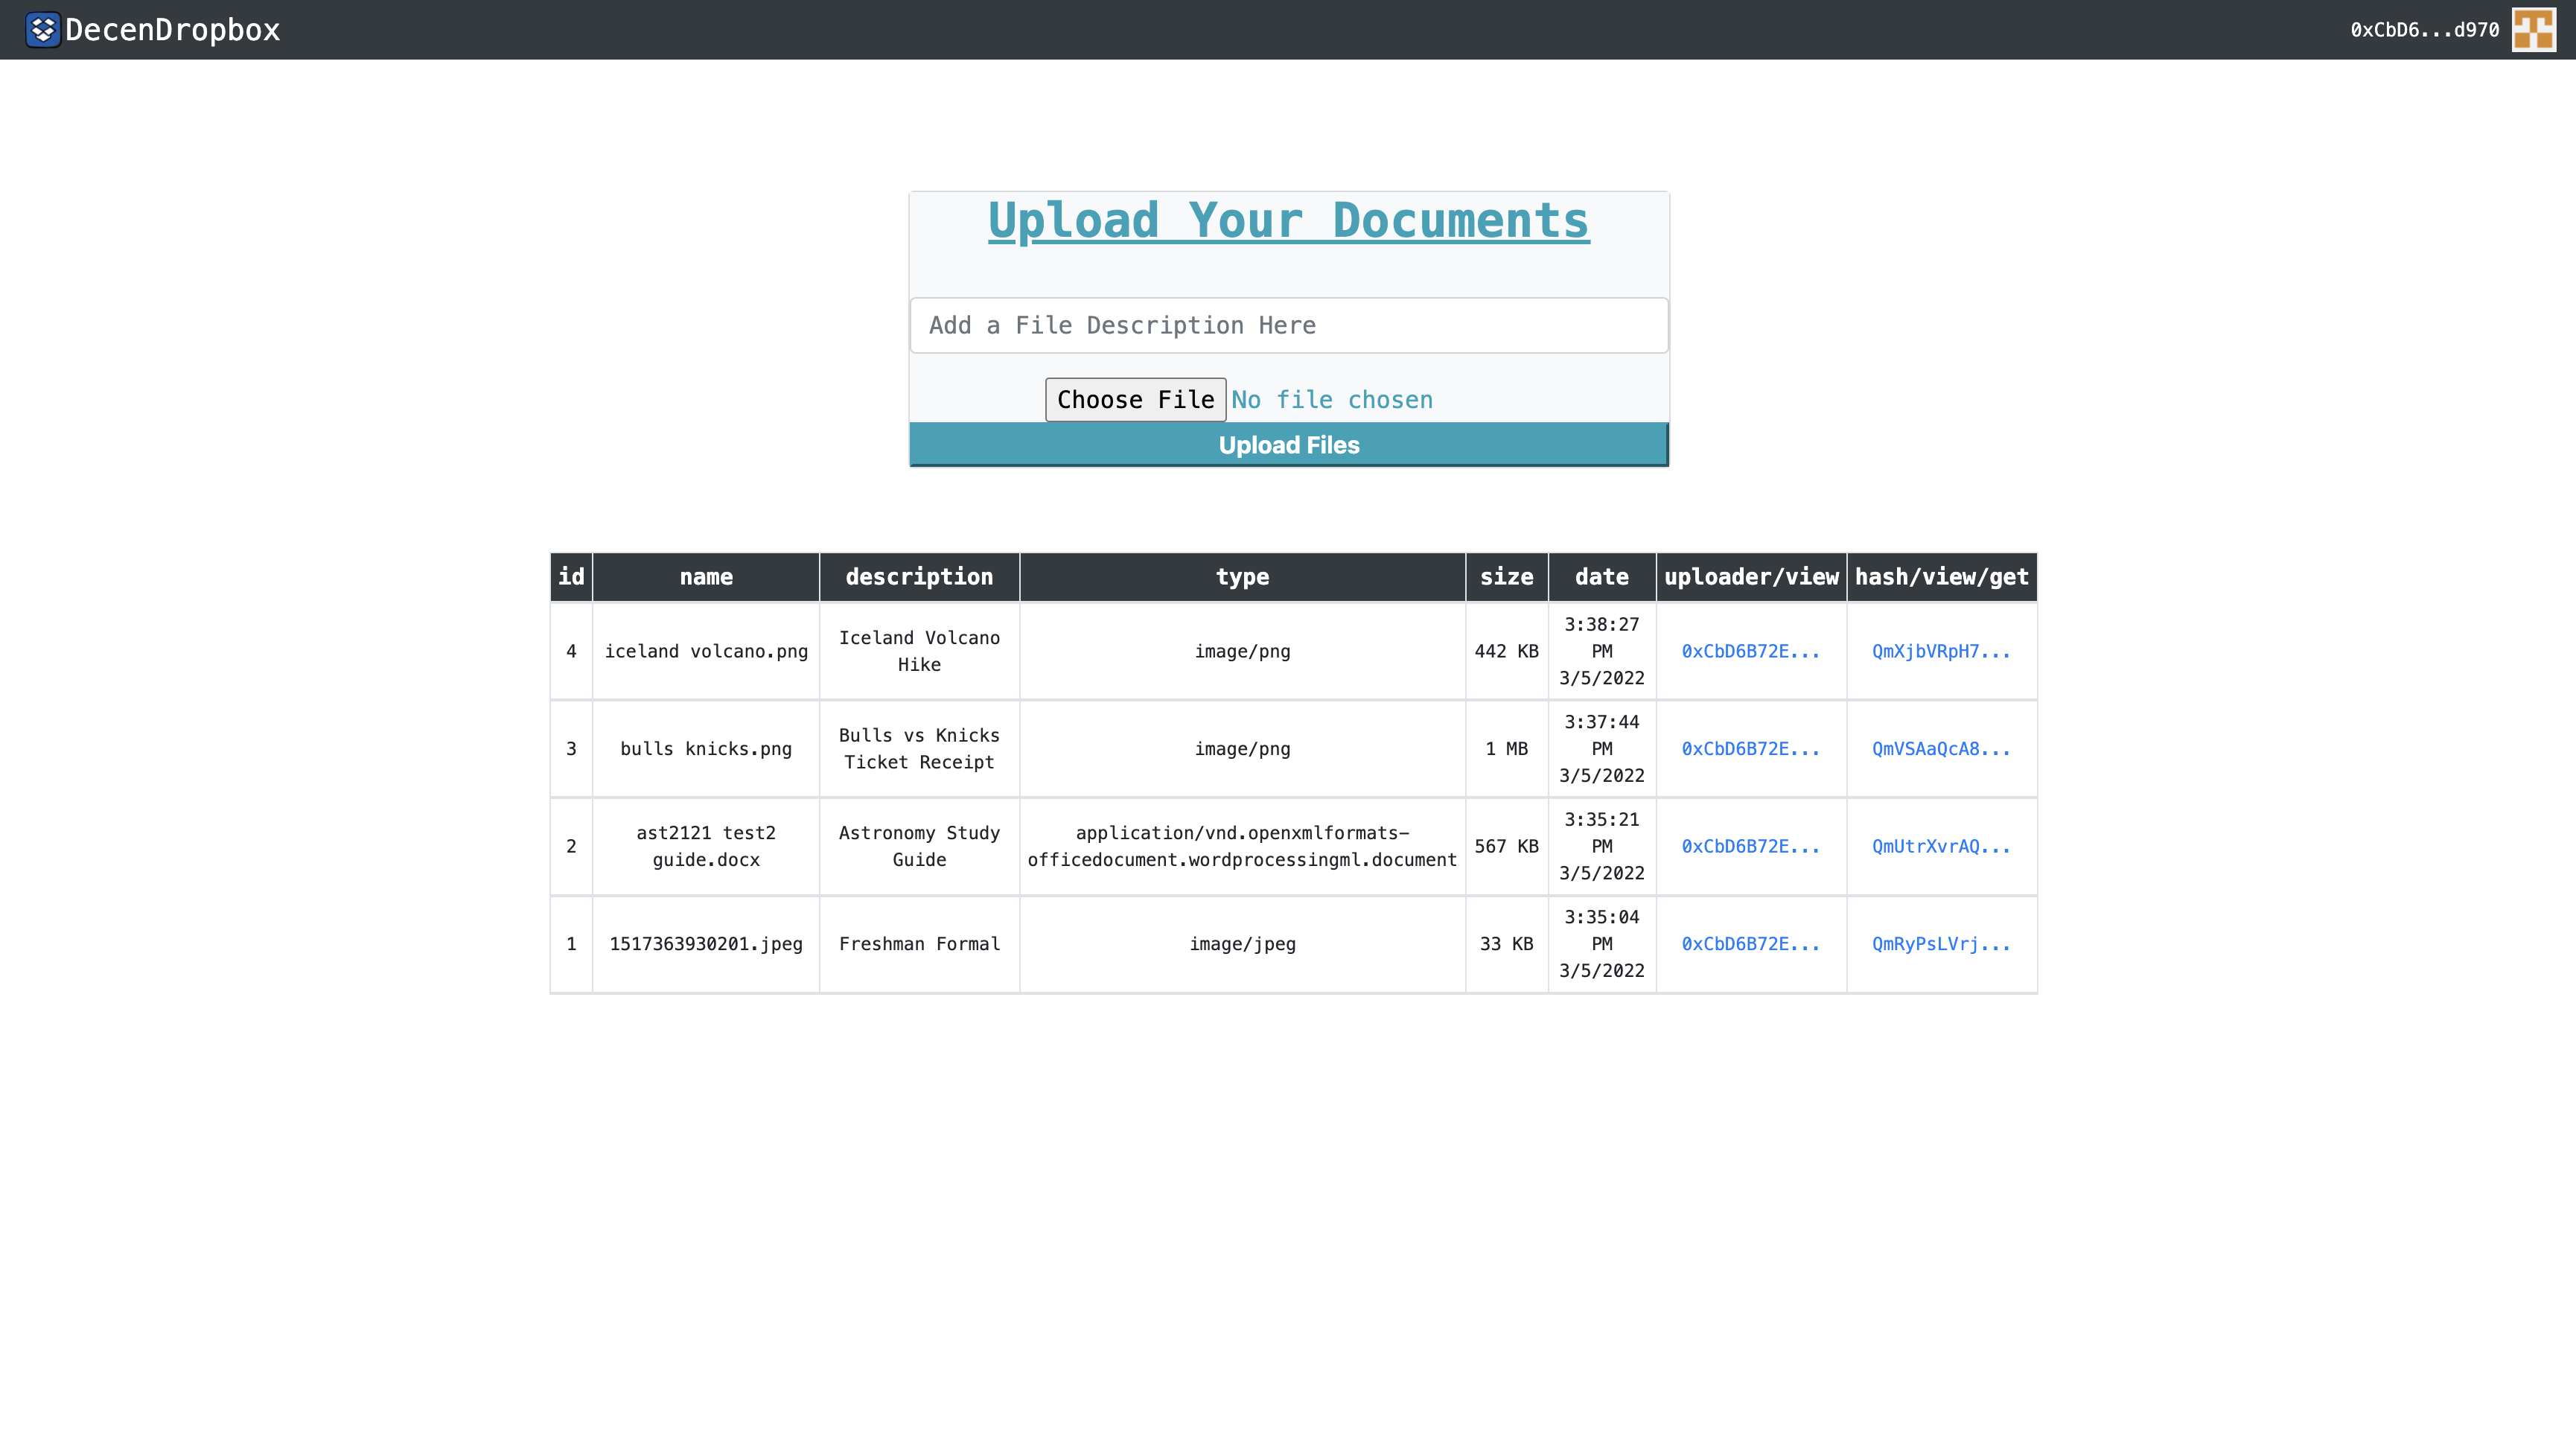 DecenDropbox
0xCbD6...d970
Upload Your Documents
Add a File Description Here
Choose File No file chosen
Upload Files
id name description type size date uploader/view hash/view/get
4 iceland volcano.png Iceland Volcano Hike image/png 442 KB 3:38:27 PM 3/5/2022 0xCbD6B72E... QmXjbVRpH7...
3 bulls knicks.png Bulls vs Knicks Ticket Receipt image/png 1 MB 3:37:44 PM 3/5/2022 0xCbD6B72E... QmVSAaQcA8...
2 ast2121 test2 guide.docx Astronomy Study Guide application/vnd.openxmlformats-officedocument.wordprocessingml.document 567 KB 3:35:21 PM 3/5/2022 0xCbD6B72E... QmUtrXvrAQ...
1 1517363930201.jpeg Freshman Formal image/jpeg 33 KB 3:35:04 PM 3/5/2022 0xCbD6B72E... QmRyPsLVrj...